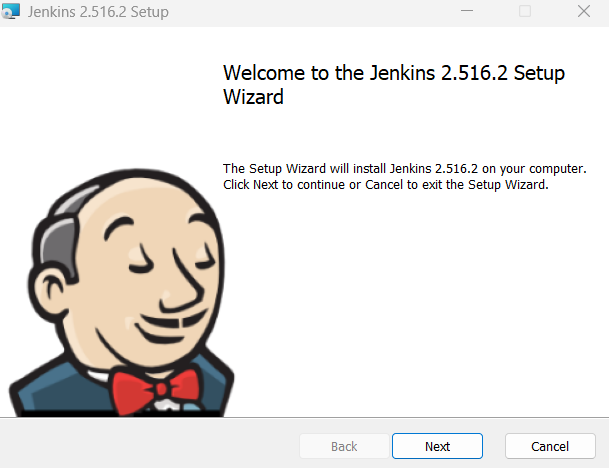 Jenkins 2.516.2 Setup
Welcome to the Jenkins 2.516.2 Setup
Wizard
The Setup Wizard will install Jenkins 2.516.2 on your computer.
Click Next to continue or Cancel to exit the Setup Wizard.
Back
Next
Cancel